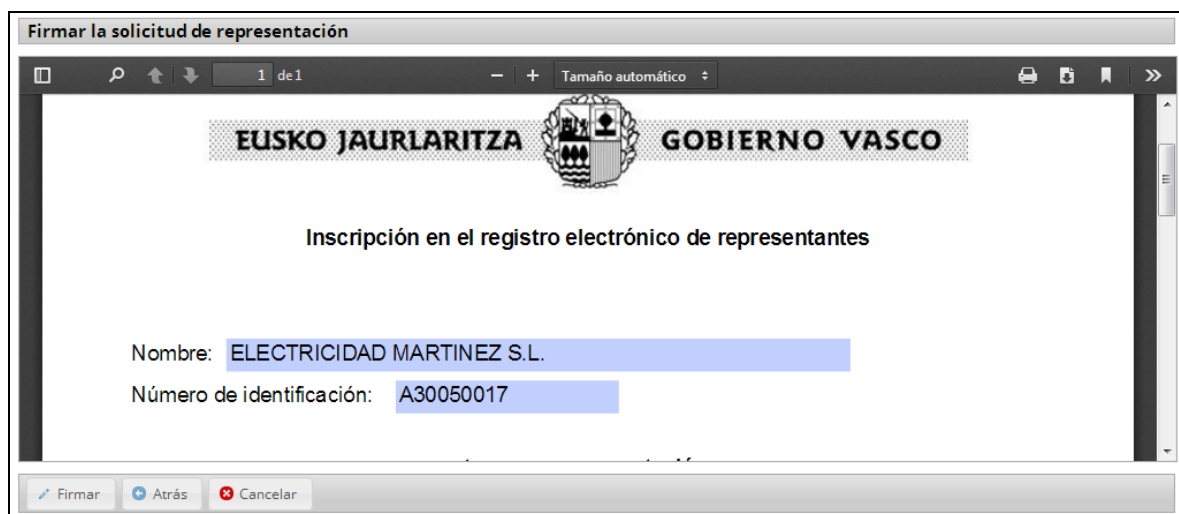 Firmar la solicitud de representación
1 de 1 Tamaño automático
EUSKO JAURLARITZA GOBIERNO VASCO
Inscripción en el registro electrónico de representantes
Nombre: ELECTRICIDAD MARTINEZ S.L.
Número de identificación: A30050017
Firmar Atrás Cancelar